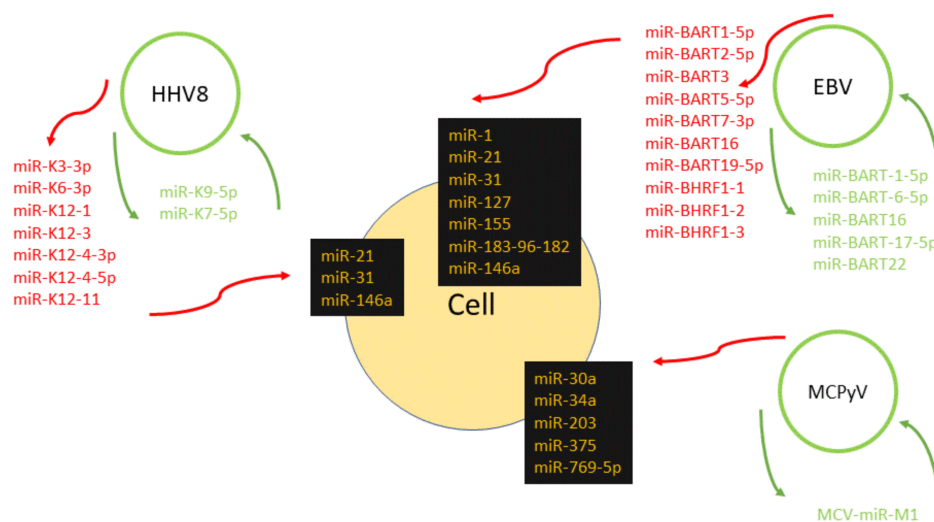 HHV8
miR-K3-3p
miR-K6-3p
miR-K12-1
miR-K12-3
miR-K12-4-3p
miR-K12-4-5p
miR-K12-11
miR-K9-5p
miR-K7-5p
miR-21
miR-31
miR-146a
miR-1
miR-21
miR-31
miR-127
miR-155
miR-183-96-182
miR-146a
Cell
miR-BART1-5p
miR-BART2-5p
miR-BART3
miR-BART5-5p
miR-BART7-3p
miR-BART16
miR-BART19-5p
miR-BHRF1-1
miR-BHRF1-2
miR-BHRF1-3
EBV
miR-BART-1-5p
miR-BART-6-5p
miR-BART16
miR-BART-17-5p
miR-BART22
miR-30a
miR-34a
miR-203
miR-375
miR-769-5p
MCPyV
MCV-miR-M1